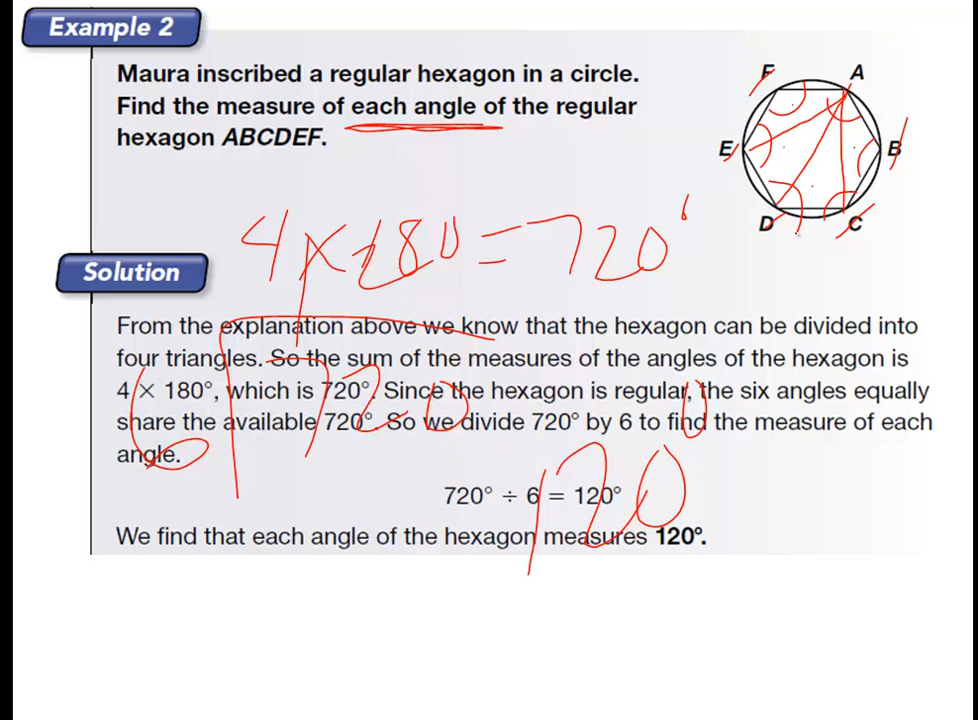 Example 2
Maura inscribed a regular hexagon in a circle.
Find the measure of each angle of the regular
hexagon ABCDEF.
F A
E B
D C
4 x 180 = 720°
Solution
From the explanation above we know that the hexagon can be divided into
four triangles. So the sum of the measures of the angles of the hexagon is
4 × 180°, which is 720°. Since the hexagon is regular, the six angles equally
share the available 720°. So we divide 720° by 6 to find the measure of each
angle.
6 720
120°
720° ÷ 6 = 120°
We find that each angle of the hexagon measures 120°.